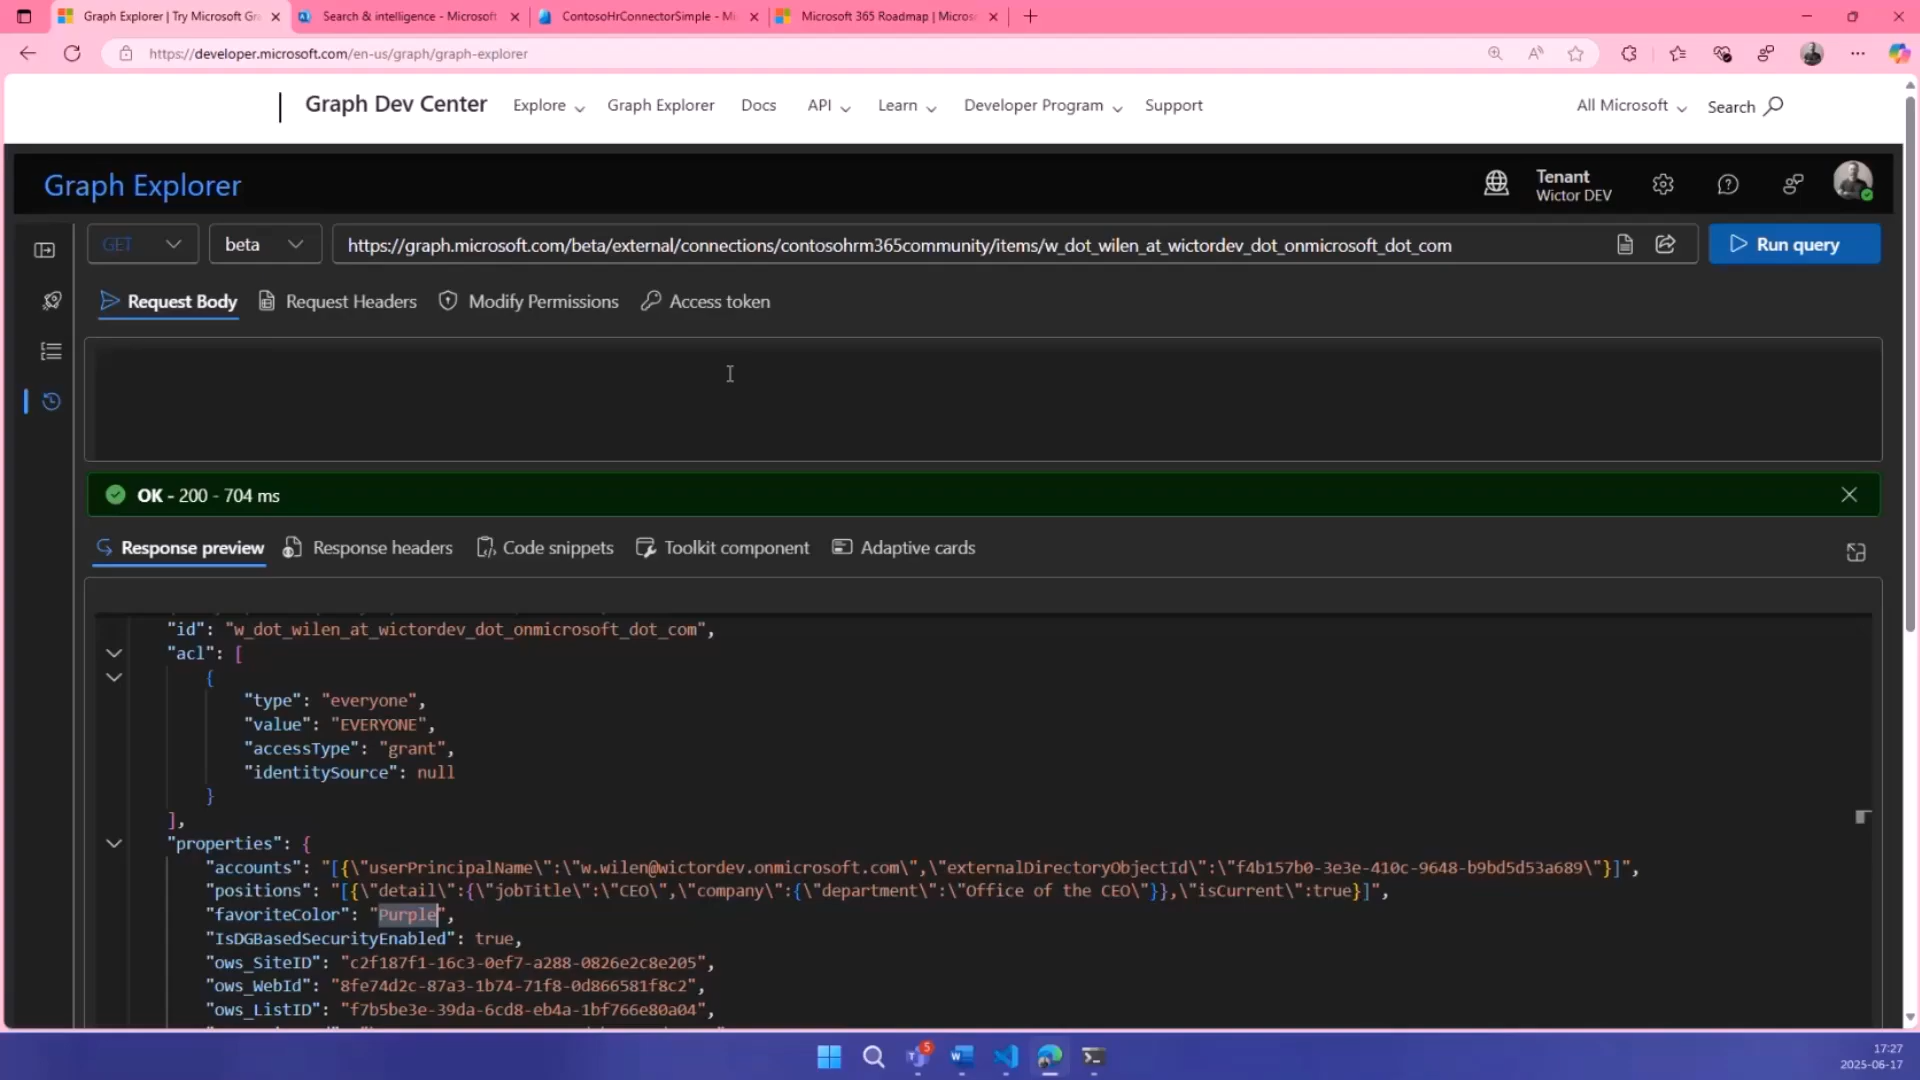 Graph Explorer | Try Microsoft Gra
Search & intelligence - Microsoft
ContosoHrConnectorSimple - Mi
Microsoft 365 Roadmap | Micros
https://developer.microsoft.com/en-us/graph/graph-explorer
Graph Dev Center
Explore
Graph Explorer
Docs
API
Learn
Developer Program
Support
All Microsoft
Search
Graph Explorer
Tenant
Wictor DEV
GET
beta
https://graph.microsoft.com/beta/external/connections/contosohrm365community/items/w_dot_wilen_at_wictordev_dot_onmicrosoft_dot_com
Run query
Request Body
Request Headers
Modify Permissions
Access token
OK - 200 - 704 ms
Response preview
Response headers
Code snippets
Toolkit component
Adaptive cards
"id": "w_dot_wilen_at_wictordev_dot_onmicrosoft_dot_com",
"acl": [
{
"type": "everyone",
"value": "EVERYONE",
"accessType": "grant",
"identitySource": null
}
],
"properties": {
"accounts": "[{\"userPrincipalName\":\"w.wilen@wictordev.onmicrosoft.com\",\"externalDirectoryObjectId\":\"f4b157b0-3e3e-410c-9648-b9bd5d53a689\"}]",
"positions": "[{\"detail\":{\"jobTitle\":\"CEO\",\"company\":{\"department\":\"Office of the CEO\"}},\"isCurrent\":true}]",
"favoriteColor": "Purple",
"IsDGBasedSecurityEnabled": true,
"ows_SiteID": "c2f187f1-16c3-0ef7-a288-0826e2c8e205",
"ows_WebId": "8fe74d2c-87a3-1b74-71f8-0d866581f8c2",
"ows_ListID": "f7b5be3e-39da-6cd8-eb4a-1bf766e80a04",
5
17:27
2025-06-17